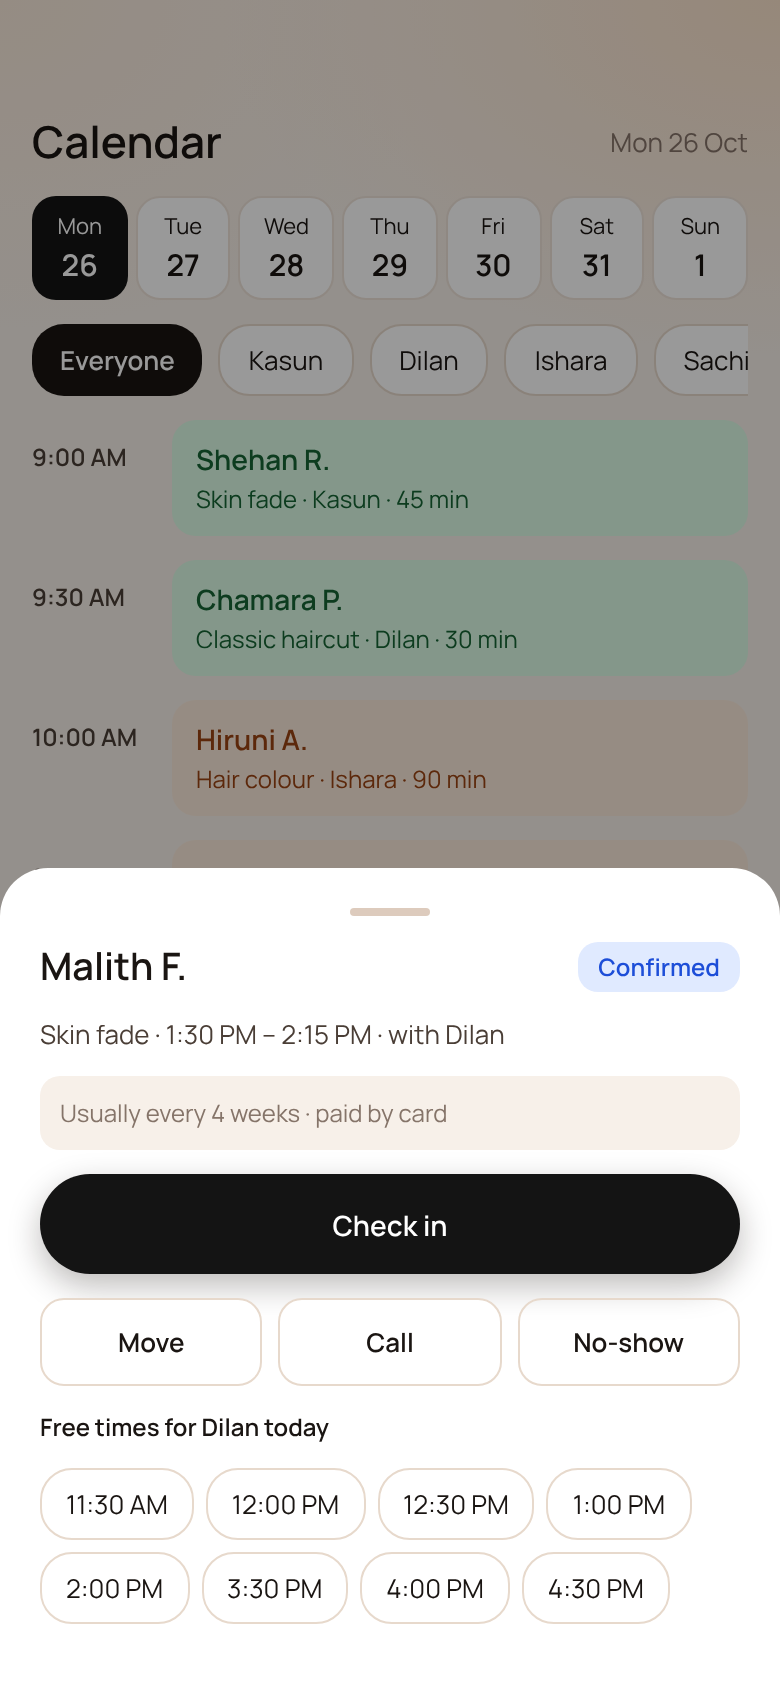 Calendar
Mon 26 Oct
Mon Tue Wed Thu Fri Sat Sun
26 27 28 29 30 31 1
Everyone Kasun Dilan Ishara Sachi
9:00 AM
Shehan R.
Skin fade · Kasun · 45 min
9:30 AM
Chamara P.
Classic haircut · Dilan · 30 min
10:00 AM
Hiruni A.
Hair colour · Ishara · 90 min
Malith F.
Confirmed
Skin fade · 1:30 PM – 2:15 PM · with Dilan
Usually every 4 weeks · paid by card
Check in
Move Call No-show
Free times for Dilan today
11:30 AM 12:00 PM 12:30 PM 1:00 PM
2:00 PM 3:30 PM 4:00 PM 4:30 PM